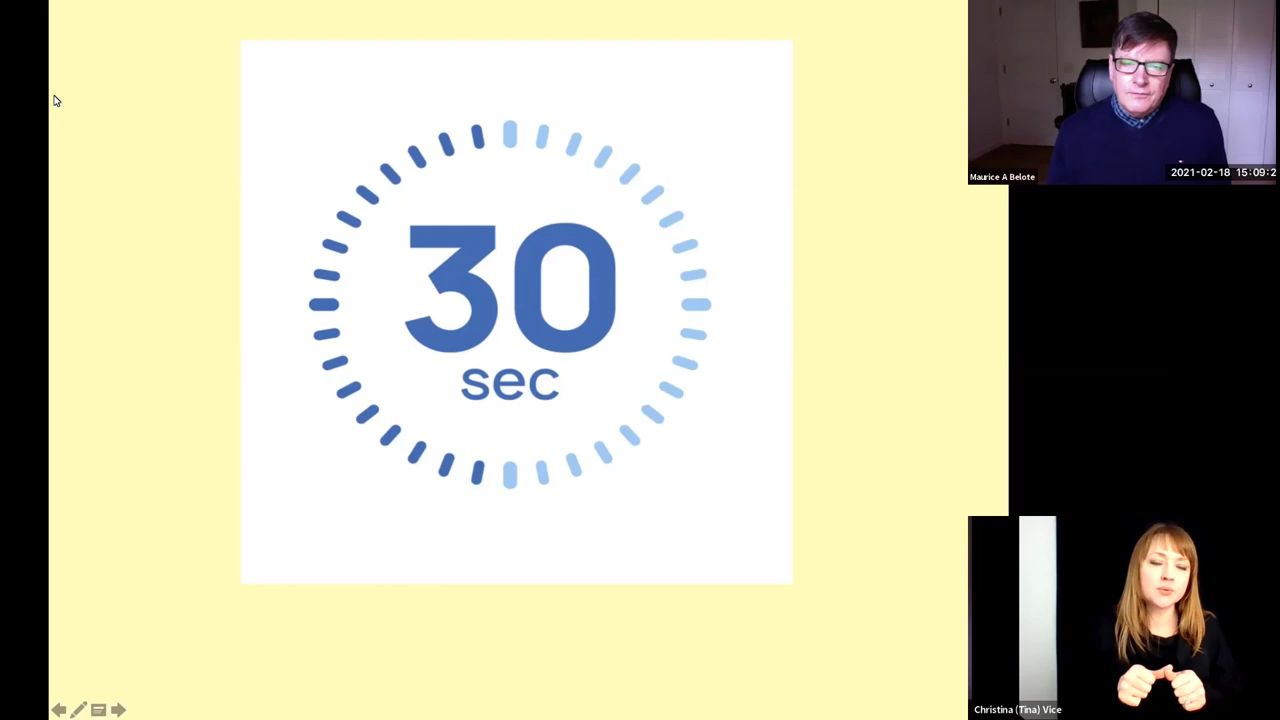 30
sec
Maurice A Belote
2021-02-18 15:09:2
Christina (Tina) Vice